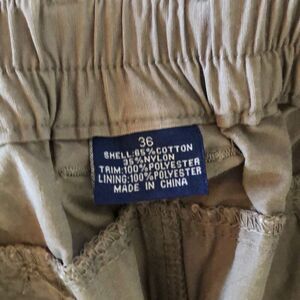 36
SHELL:65%COTTON
35%NYLON
TRIM:100%POLYESTER
LINING:100%POLYESTER
MADE IN CHINA